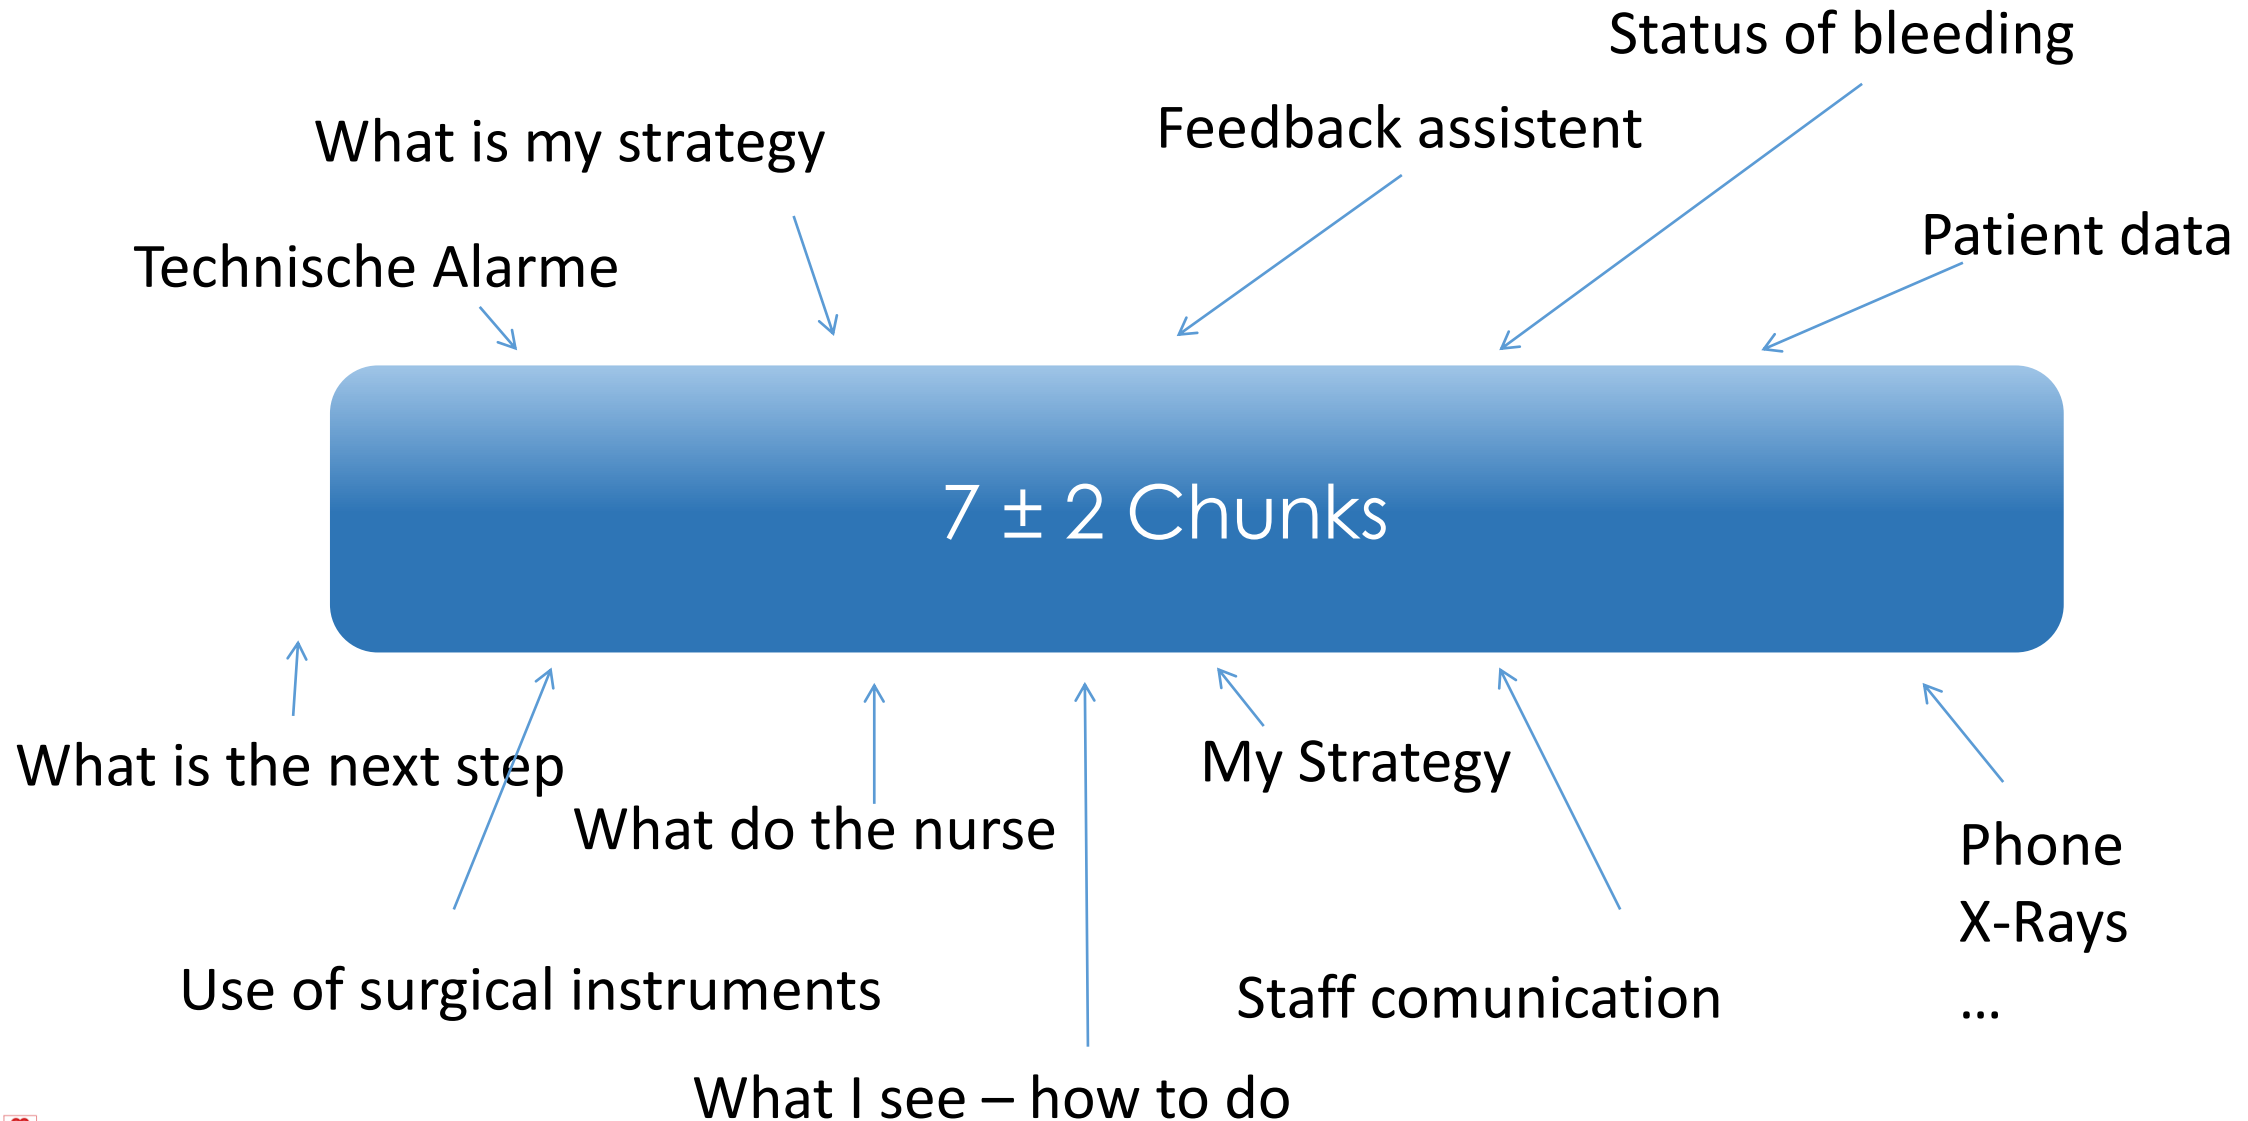 Status of bleeding
Feedback assistent
What is my strategy
Patient data
Technische Alarme
7 ± 2 Chunks
What is the next step
My Strategy
What do the nurse
Phone
X-Rays
...
Use of surgical instruments
Staff comunication
What I see – how to do